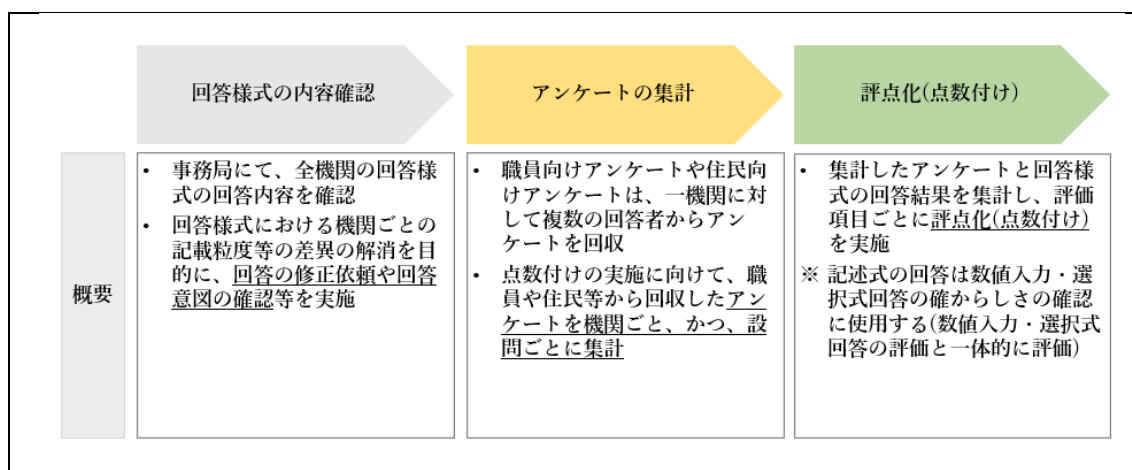 回答様式の内容確認
アンケートの集計
評点化(点数付け)
概要
• 事務局にて、全機関の回答様
式の回答内容を確認
• 回答様式における機関ごとの
記載粒度等の差異の解消を目
的に、回答の修正依頼や回答
意図の確認等を実施
• 職員向けアンケートや住民向
けアンケートは、一機関に対
して複数の回答者からアン
ケートを回収
• 点数付けの実施に向けて、職
員や住民等から回収したアン
ケートを機関ごと、かつ、設
問ごとに集計
• 集計したアンケートと回答様
式の回答結果を集計し、評価
項目ごとに評点化(点数付け)
を実施
※ 記述式の回答は数値入力・選
択式回答の確からしさの確認
に使用する(数値入力・選択式
回答の評価と一体的に評価)